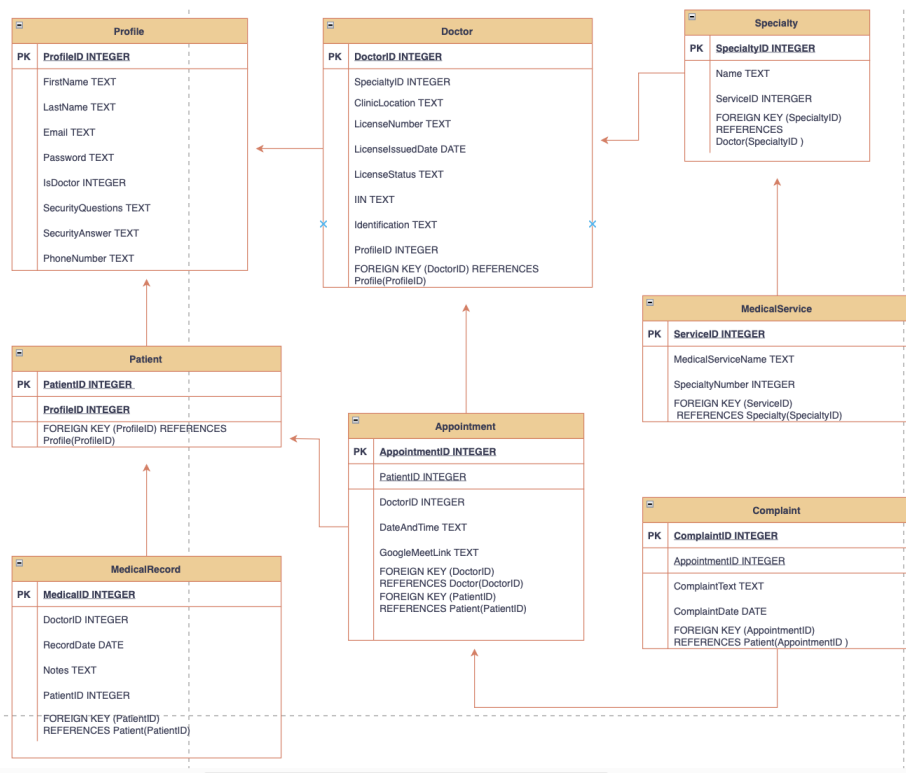 Profile
PK ProfileID INTEGER
FirstName TEXT
LastName TEXT
Email TEXT
Password TEXT
IsDoctor INTEGER
SecurityQuestions TEXT
SecurityAnswer TEXT
PhoneNumber TEXT
Doctor
PK DoctorID INTEGER
SpecialtyID INTEGER
ClinicLocation TEXT
LicenseNumber TEXT
LicenseIssuedDate DATE
LicenseStatus TEXT
IIN TEXT
Identification TEXT
ProfileID INTEGER
FOREIGN KEY (DoctorID) REFERENCES
Profile(ProfileID)
Specialty
PK SpecialtyID INTEGER
Name TEXT
ServiceID INTERGER
FOREIGN KEY (SpecialtyID)
REFERENCES
Doctor(SpecialtyID )
MedicalService
PK ServiceID INTEGER
MedicalServiceName TEXT
SpecialtyNumber INTEGER
FOREIGN KEY (ServiceID)
REFERENCES Specialty(SpecialtyID)
Patient
PK PatientID INTEGER
ProfileID INTEGER
FOREIGN KEY (ProfileID) REFERENCES
Profile(ProfileID)
Appointment
PK AppointmentID INTEGER
PatientID INTEGER
DoctorID INTEGER
DateAndTime TEXT
GoogleMeetLink TEXT
FOREIGN KEY (DoctorID)
REFERENCES Doctor(DoctorID)
FOREIGN KEY (PatientID)
REFERENCES Patient(PatientID)
Complaint
PK ComplaintID INTEGER
AppointmentID INTEGER
ComplaintText TEXT
ComplaintDate DATE
FOREIGN KEY (AppointmentID)
REFERENCES Patient(AppointmentID )
MedicalRecord
PK MedicalID INTEGER
DoctorID INTEGER
RecordDate DATE
Notes TEXT
PatientID INTEGER
FOREIGN KEY (PatientID)
REFERENCES Patient(PatientID)